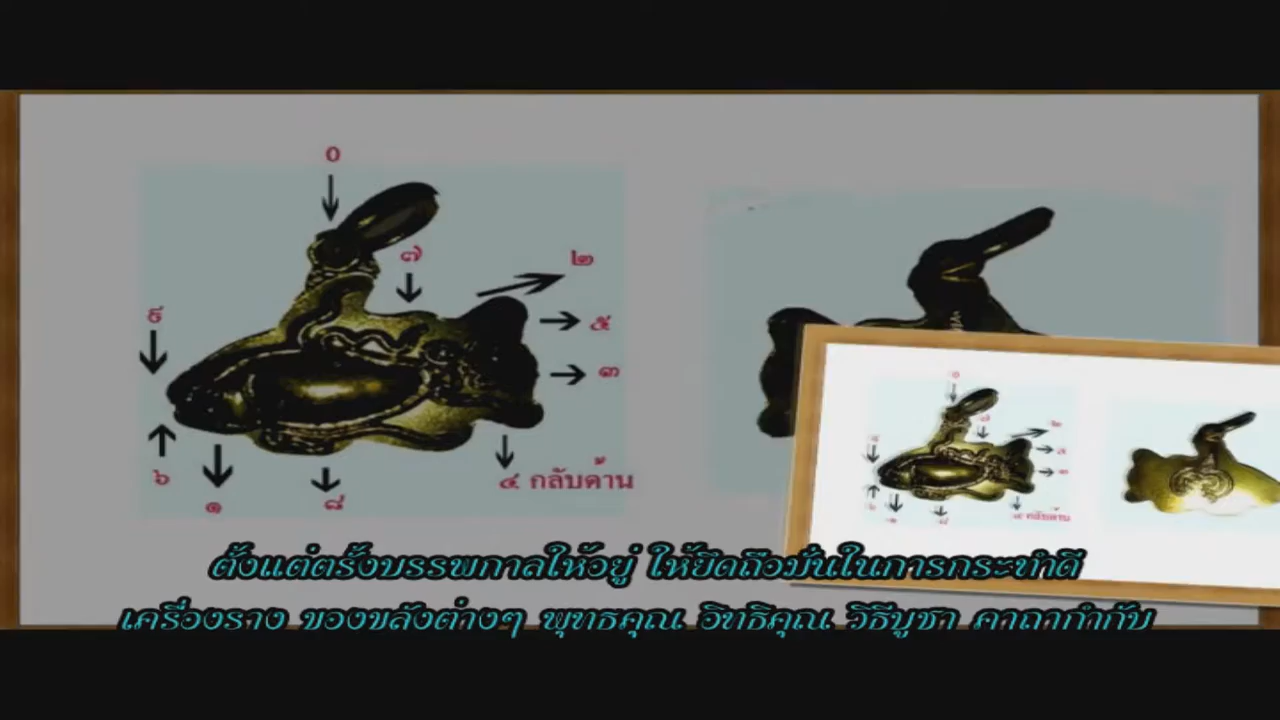 ๐
๗
๒
๕
๓
๖
๑
๘
๔ กลับด้าน
ตั้งแต่ครั้งบรรพกาลให้อยู่ ให้ยึดถือมั่นในการกระทำดี
เครื่องราง ของขลังต่างๆ พุทธคุณ อิทธิคุณ วิธีบูชา คาถากำกับ